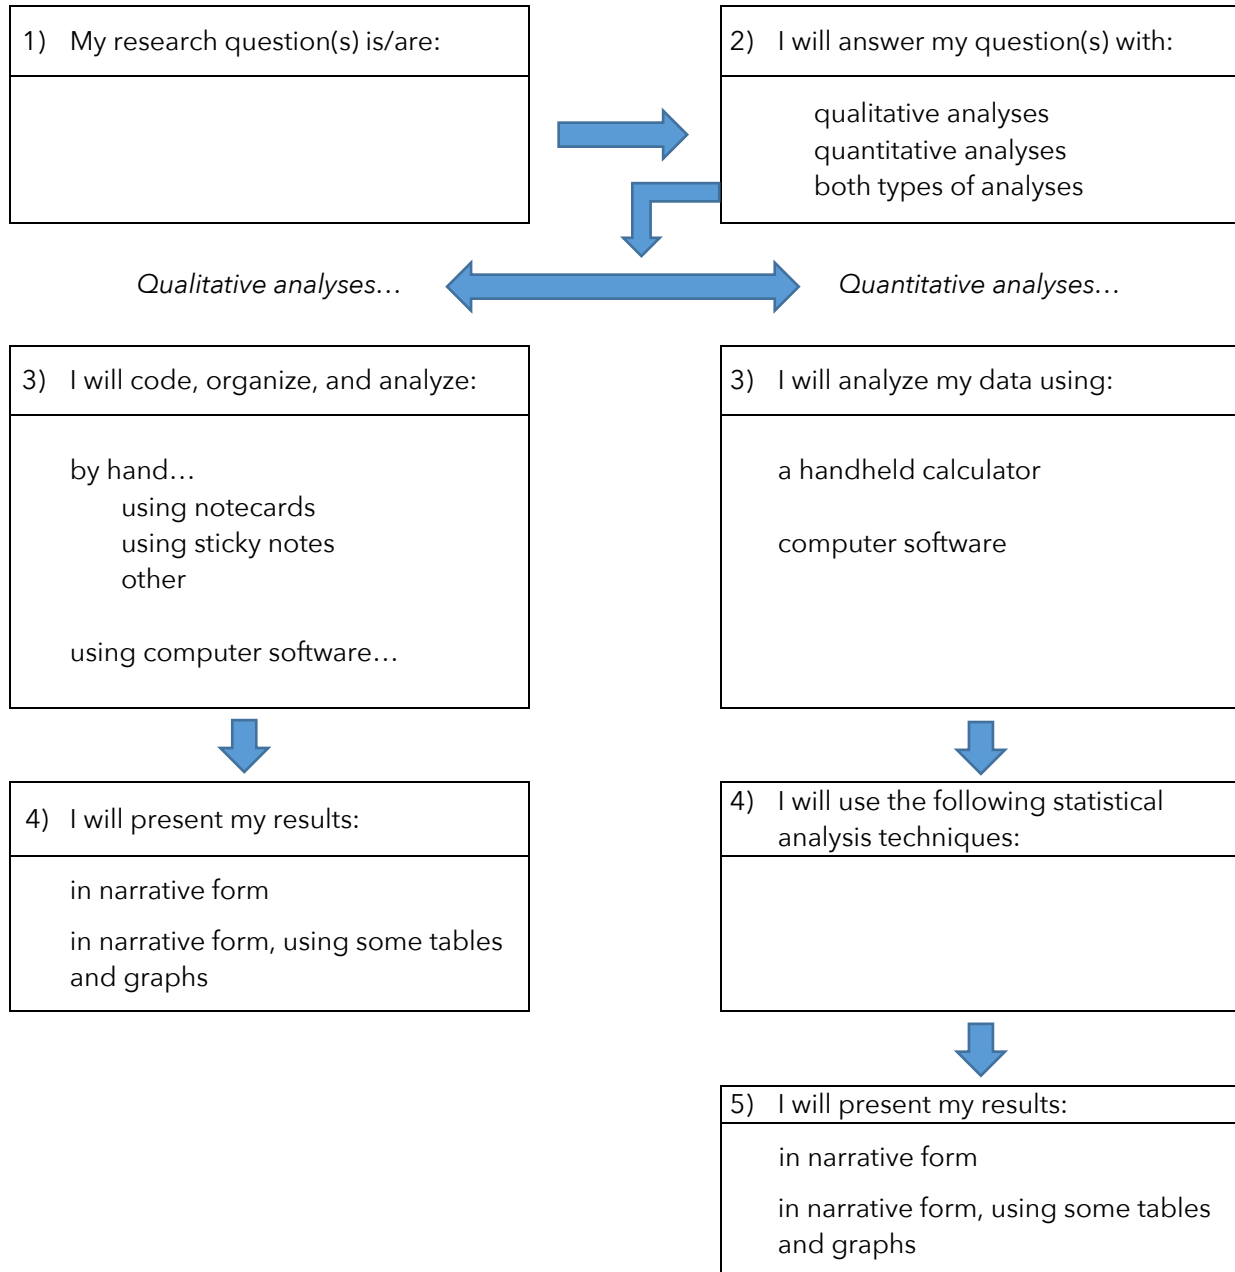 1) My research question(s) is/are:
2) I will answer my question(s) with:
qualitative analyses
quantitative analyses
both types of analyses
Qualitative analyses…
Quantitative analyses…
3) I will code, organize, and analyze:
by hand…
using notecards
using sticky notes
other
using computer software…
3) I will analyze my data using:
a handheld calculator
computer software
4) I will present my results:
in narrative form
in narrative form, using some tables
and graphs
4) I will use the following statistical
analysis techniques:
5) I will present my results:
in narrative form
in narrative form, using some tables
and graphs